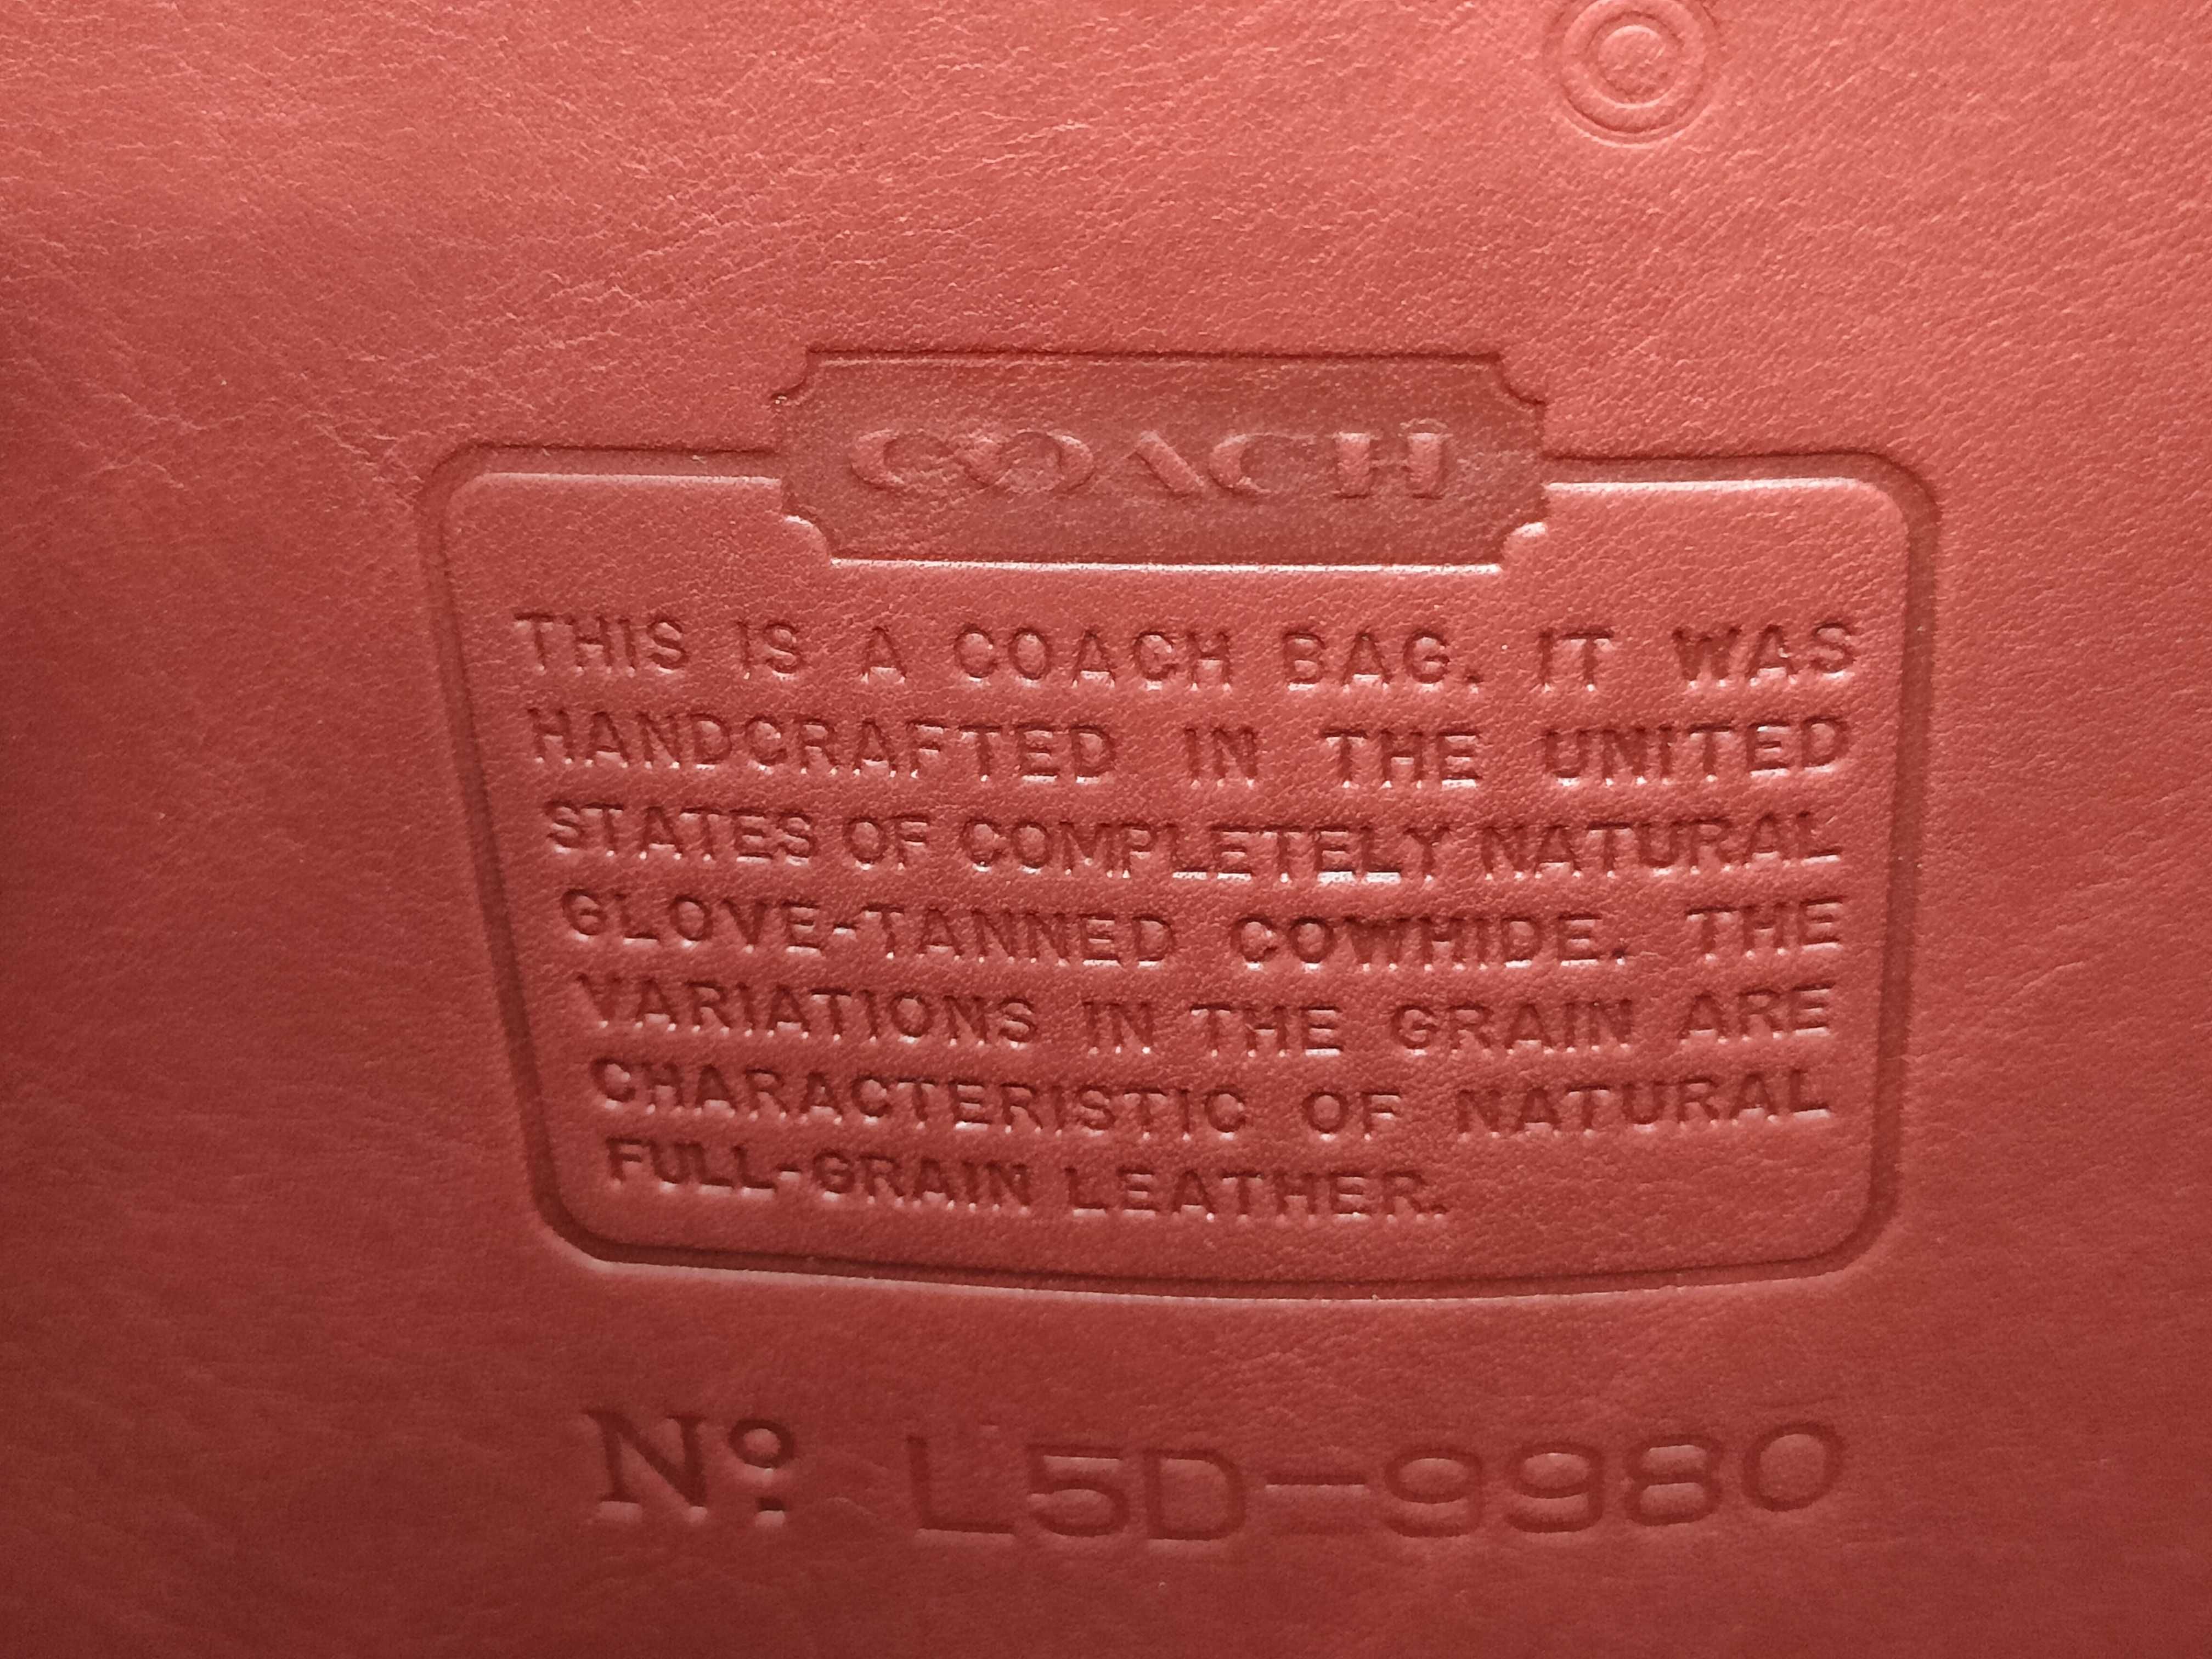 COACH
THIS IS A COACH BAG. IT WAS
HANDCRAFTED IN THE UNITED
STATES OF COMPLETELY NATURAL
GLOVE-TANNED COWHIDE. THE
VARIATIONS IN THE GRAIN ARE
CHARACTERISTIC OF NATURAL
FULL-GRAIN LEATHER.
Nº L5D-9980